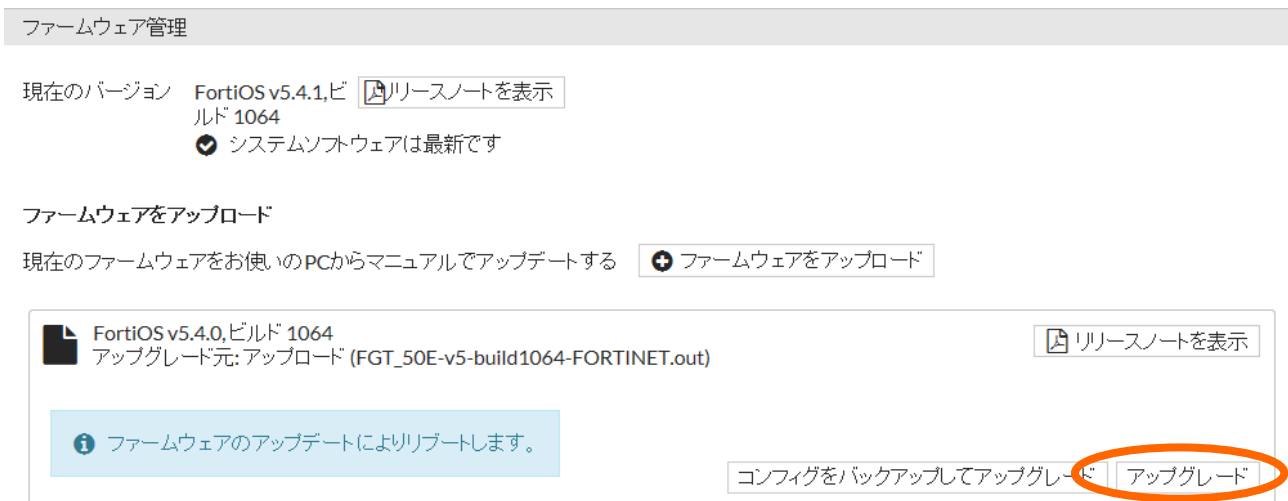 ファームウェア管理
現在のバージョン FortiOS v5.4.1,ビ リリースノートを表示
ルド 1064
システムソフトウェアは最新です
ファームウェアをアップロード
現在のファームウェアをお使いのPCからマニュアルでアップデートする ファームウェアをアップロード
FortiOS v5.4.0,ビルド 1064
リリースノートを表示
アップグレード元: アップロード (FGT_50E-v5-build1064-FORTINET.out)
ファームウェアのアップデートによりリブートします。
コンフィグをバックアップしてアップグレード アップグレード